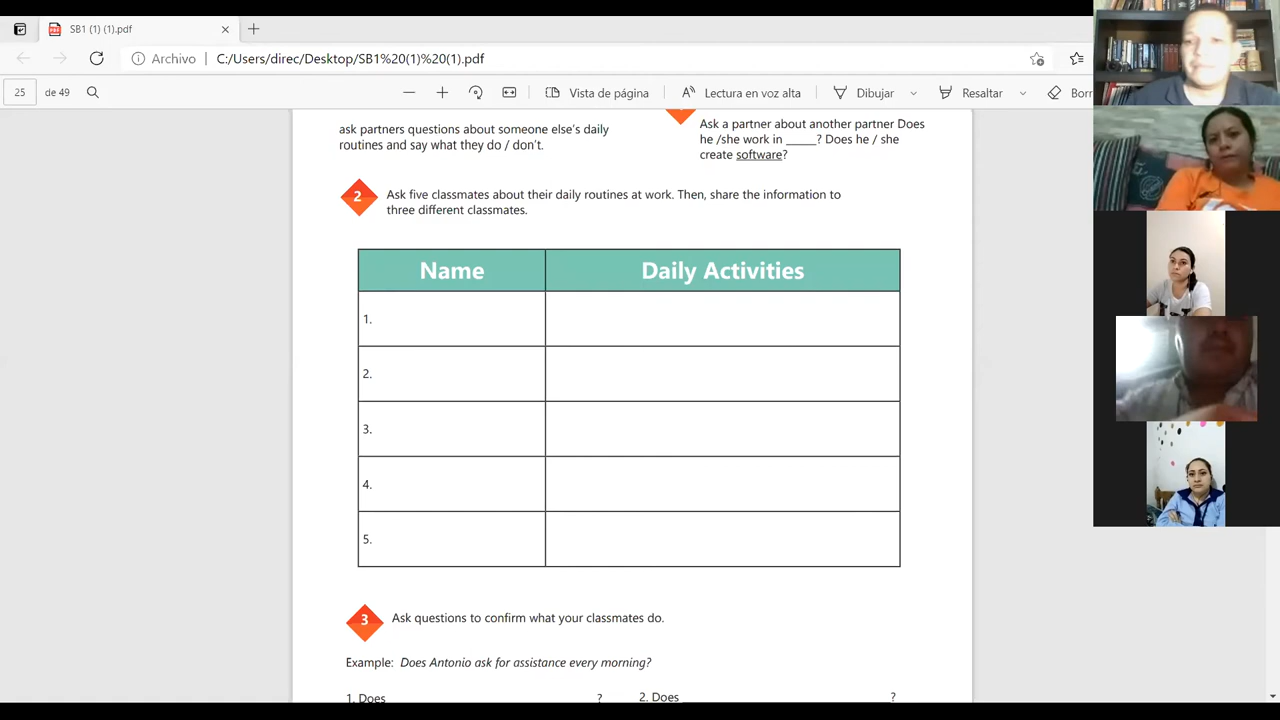 SB1 (1) (1).pdf
Archivo
C:/Users/direc/Desktop/SB1%20(1)%20(1).pdf
25 de 49
Vista de página
Lectura en voz alta
Dibujar
Resaltar
Borr
ask partners questions about someone else's daily
routines and say what they do / don't.
Ask a partner about another partner Does
he /she work in _____? Does he / she
create software?
2
Ask five classmates about their daily routines at work. Then, share the information to
three different classmates.
Name Daily Activities
1.
2.
3.
4.
5.
3
Ask questions to confirm what your classmates do.
Example: Does Antonio ask for assistance every morning?
1. Does ______________________________?
2. Does ______________________________?